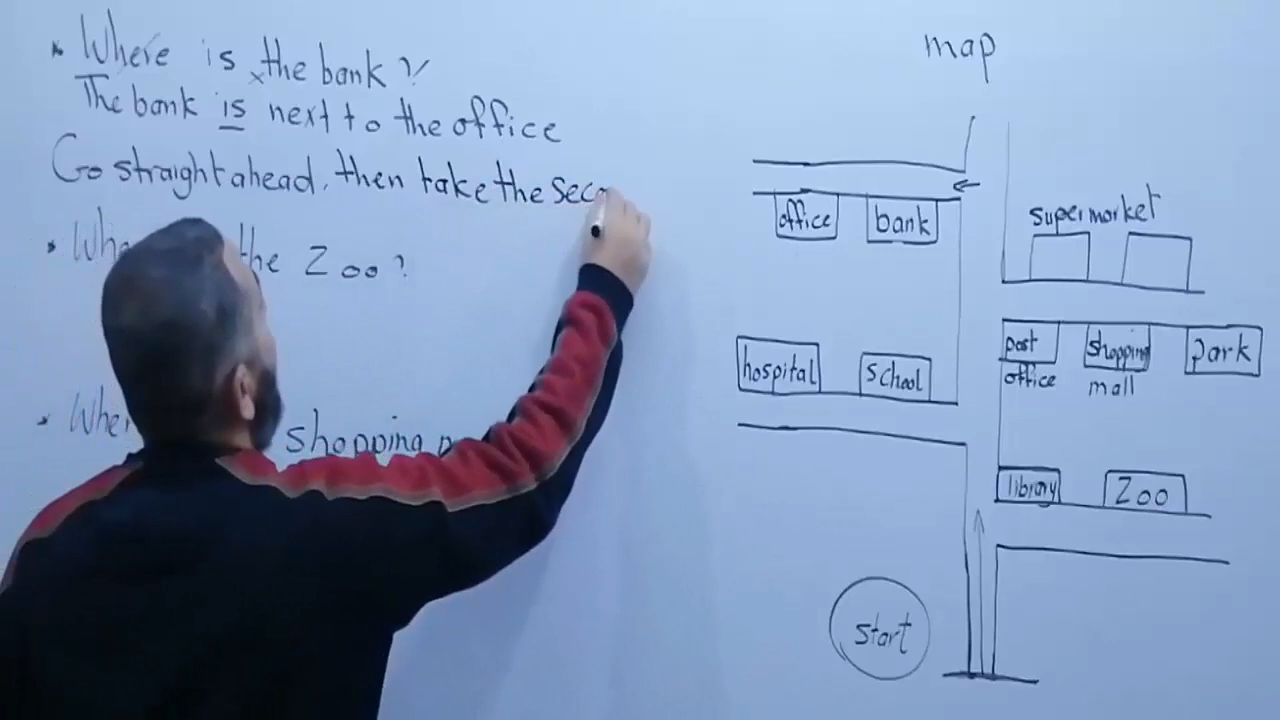 Where is the bank?
The bank is next to the office
Go straight ahead, then take the sec
the Zoo?
shopping
map
office
bank
supermarket
hospital
school
post
office
shopping
mall
park
library
Zoo
start